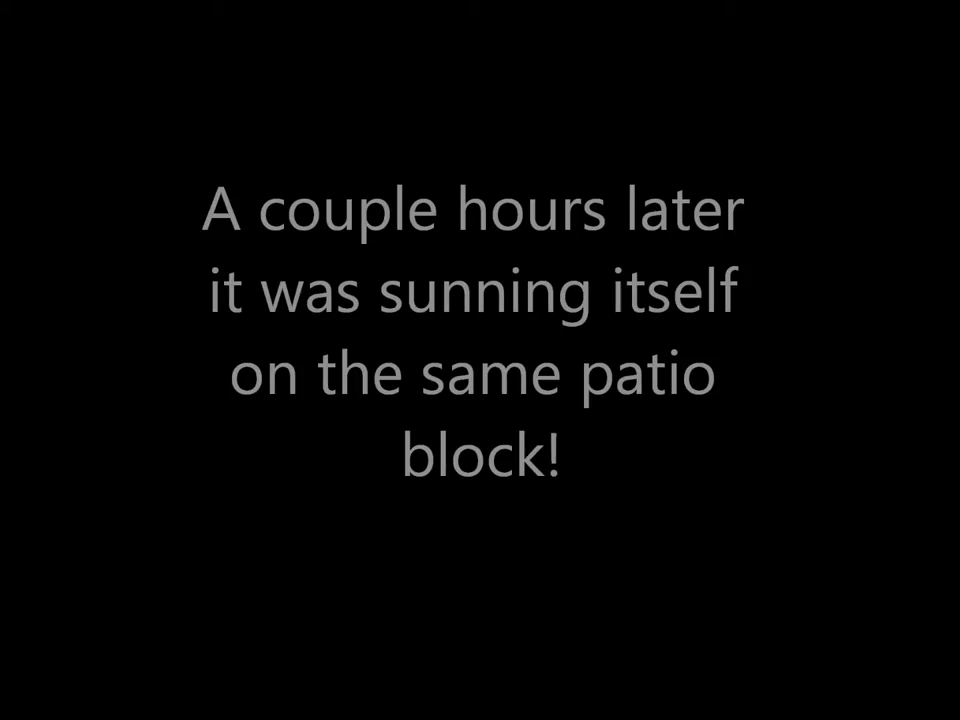 A couple hours later
it was sunning itself
on the same patio
block!